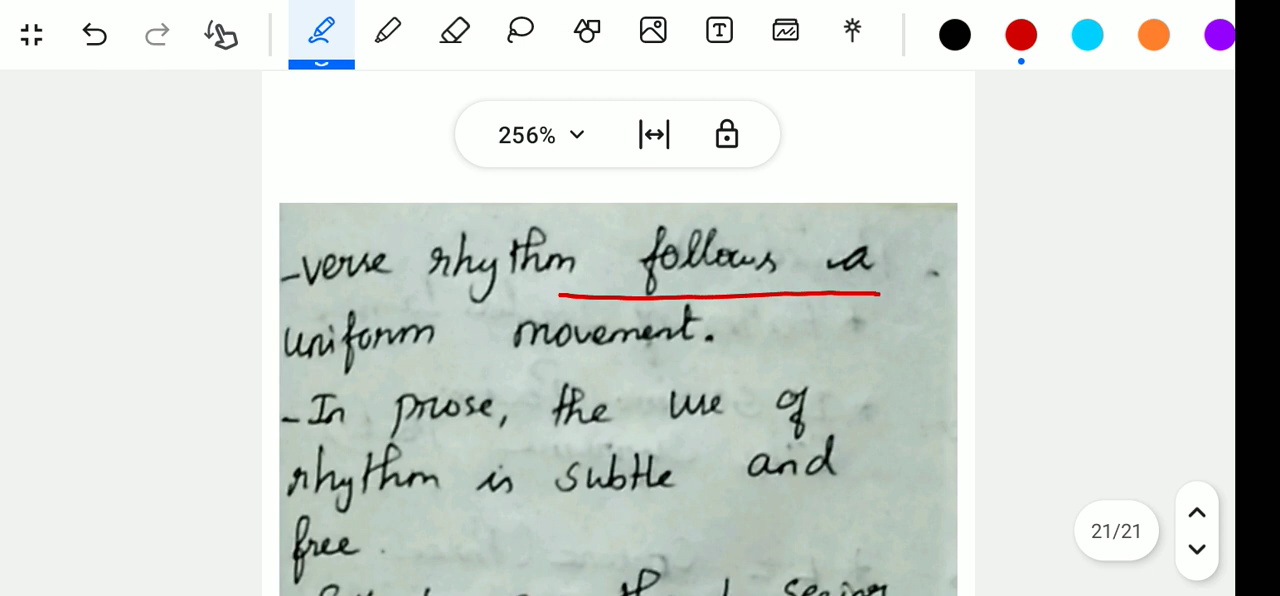 256%
-verse rhythm follows a
uniform movement.
-In prose, the use of
rhythm is subtle and
free.
21/21